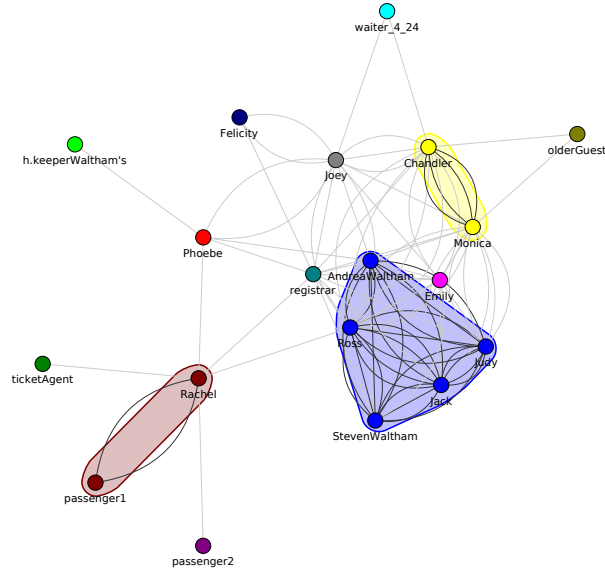 waiter_4_24
Felicity
olderGuest
h.keeperWaltham's
Chandler
Joey
Monica
Phoebe
AndreaWaltham
registrar
Emily
Ross
Judy
ticketAgent
Rachel
Jack
StevenWaltham
passenger1
passenger2